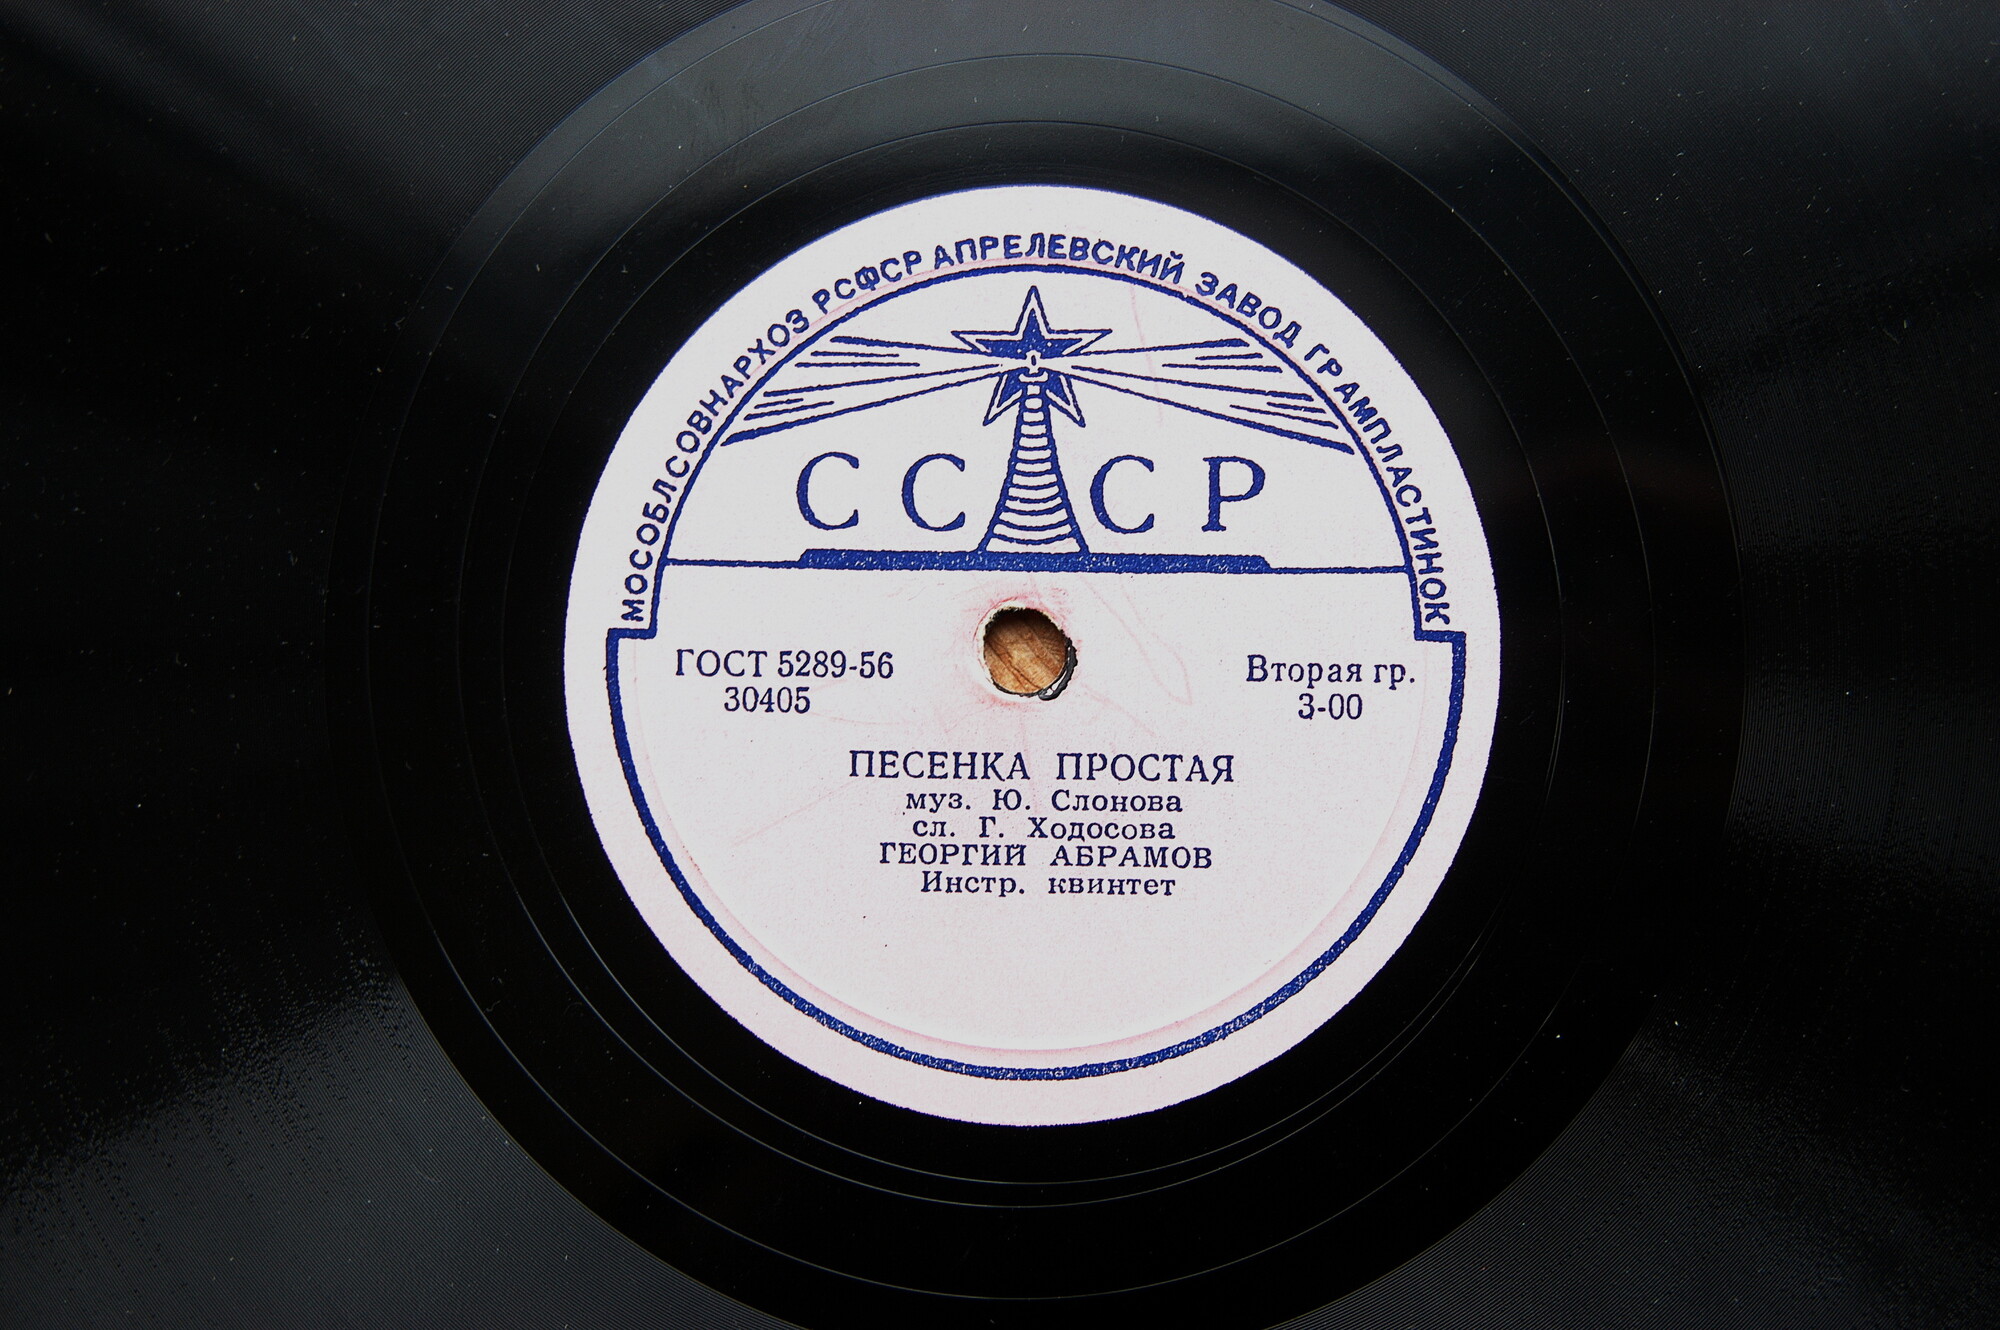 МОСОБЛСОВНАРХОЗ РСФСР АПРЕЛЕВСКИЙ ЗАВОД ГРАМПЛАСТИНОК
СССР
ГОСТ 5289-56
30405
Вторая гр.
3-00
ПЕСЕНКА ПРОСТАЯ
муз. Ю. Слонова
сл. Г. Ходосова
ГЕОРГИЙ АБРАМОВ
Инстр. квинтет